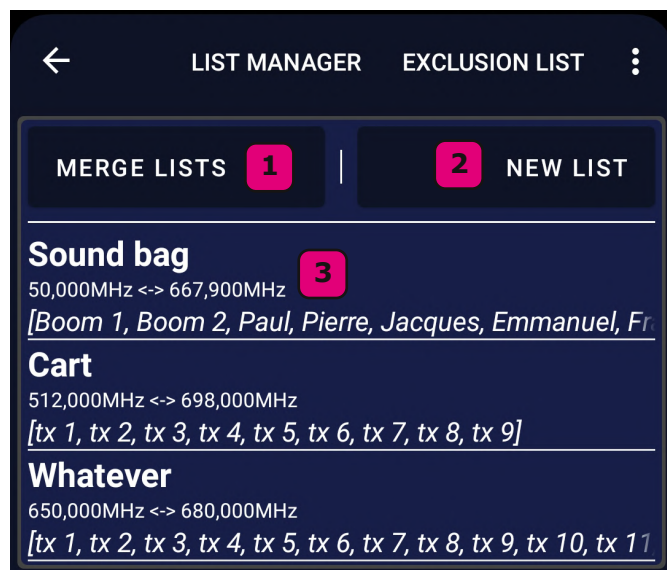 LIST MANAGER EXCLUSION LIST
MERGE LISTS 1 | 2 NEW LIST
Sound bag
3
50,000MHz <-> 667,900MHz
[Boom 1, Boom 2, Paul, Pierre, Jacques, Emmanuel, Fr
Cart
512,000MHz <-> 698,000MHz
[tx 1, tx 2, tx 3, tx 4, tx 5, tx 6, tx 7, tx 8, tx 9]
Whatever
650,000MHz <-> 680,000MHz
[tx 1, tx 2, tx 3, tx 4, tx 5, tx 6, tx 7, tx 8, tx 9, tx 10, tx 11,